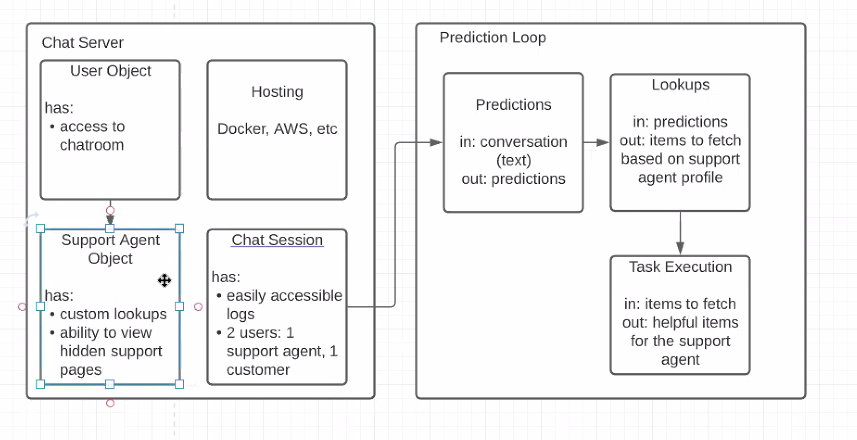 Chat Server
User Object
has:
• access to
chatroom
Hosting
Docker, AWS, etc
Support Agent
Object
has:
• custom lookups
• ability to view
hidden support
pages
Chat Session
has:
• easily accessible
logs
• 2 users: 1
support agent, 1
customer
Prediction Loop
Predictions
in: conversation
(text)
out: predictions
Lookups
in: predictions
out: items to fetch
based on support
agent profile
Task Execution
in: items to fetch
out: helpful items
for the support
agent